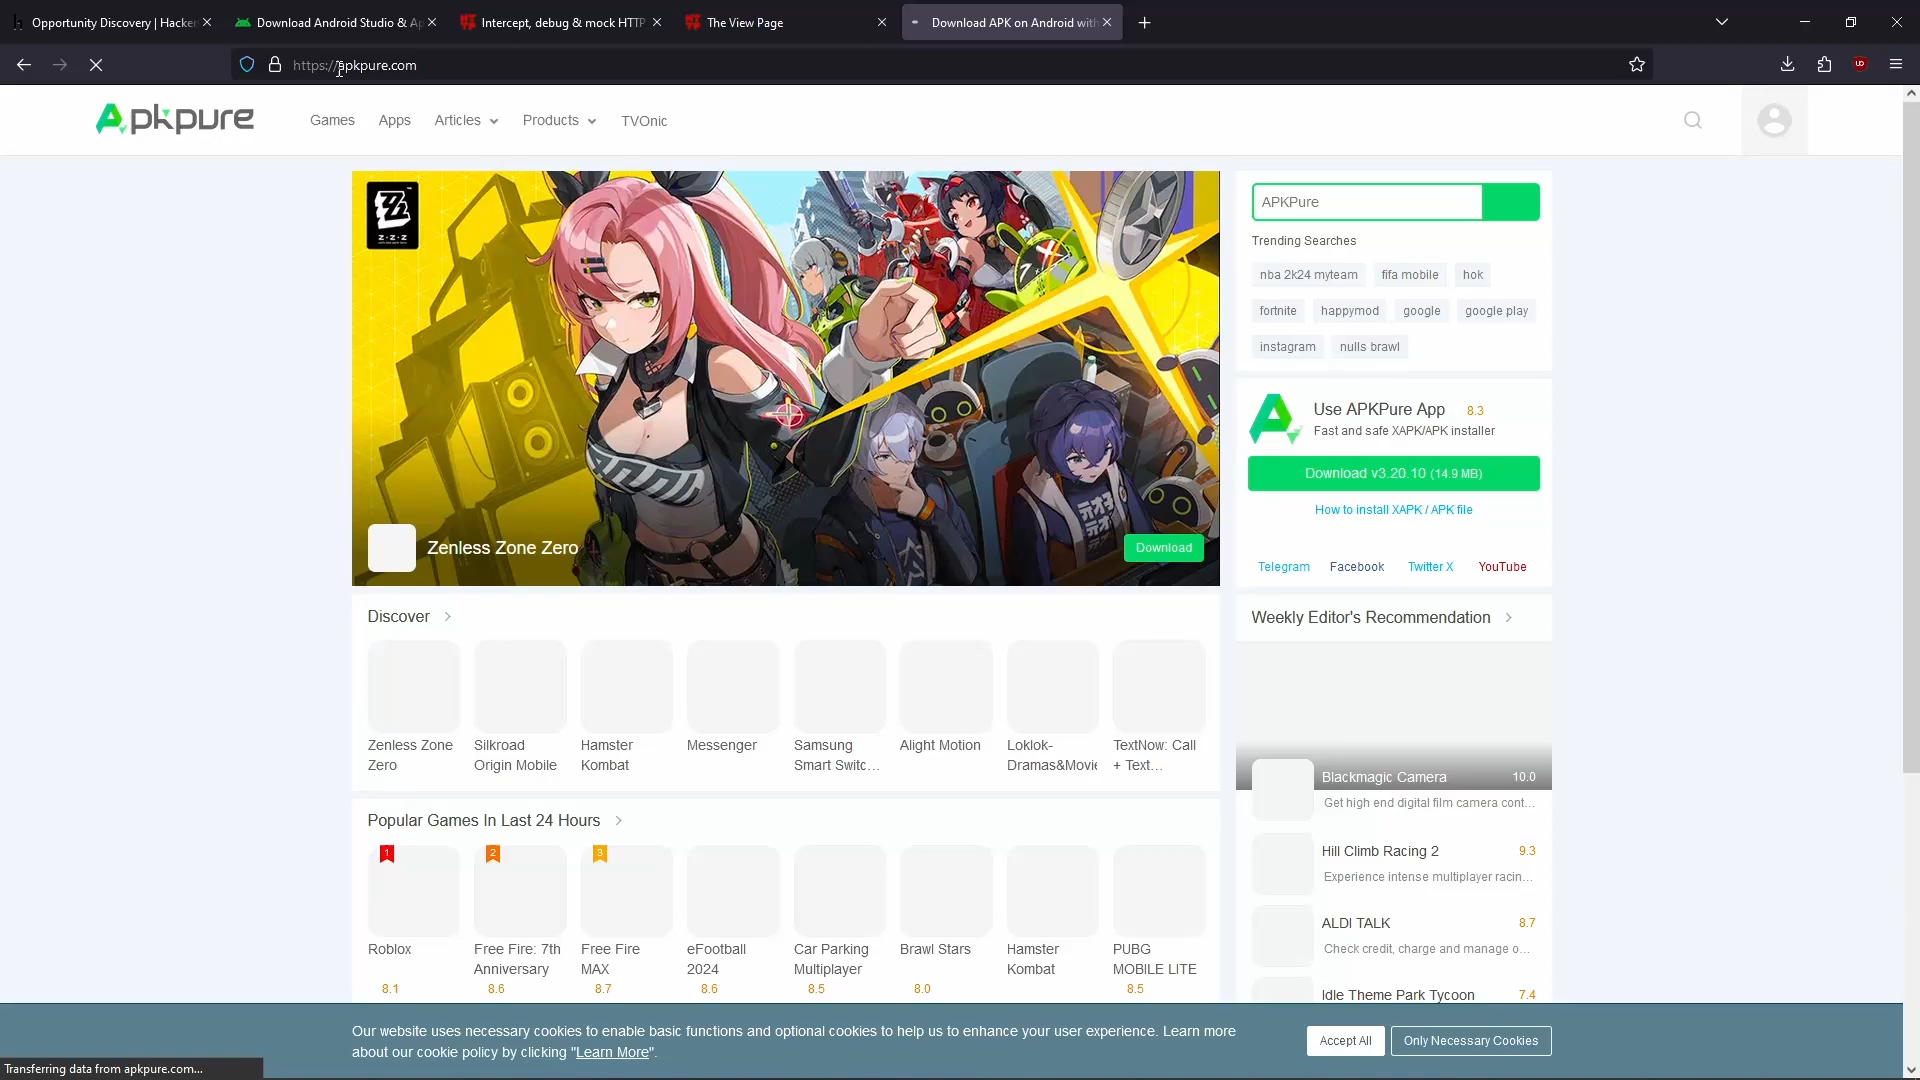 Opportunity Discovery | Hacker
Download Android Studio & Ap
Intercept, debug & mock HTTP
The View Page
Download APK on Android with
https://apkpure.com
Apkpure
Games
Apps
Articles
Products
TVOnic
Z·Z·Z
Zenless Zone Zero
Download
APKPure
Trending Searches
nba 2k24 myteam
fifa mobile
hok
fortnite
happymod
google
google play
instagram
nulls brawl
Use APKPure App 8.3
Fast and safe XAPK/APK installer
Download v3.20.10 (14.9 MB)
How to install XAPK / APK file
Telegram
Facebook
Twitter X
YouTube
Discover
Zenless Zone
Zero
Silkroad
Origin Mobile
Hamster
Kombat
Messenger
Samsung
Smart Switc...
Alight Motion
Loklok-
Dramas&Movie
TextNow: Call
+ Text...
Weekly Editor's Recommendation
Blackmagic Camera 10.0
Get high end digital film camera cont...
Hill Climb Racing 2 9.3
Experience intense multiplayer racin...
ALDI TALK 8.7
Check credit, charge and manage o...
Idle Theme Park Tycoon 7.4
Popular Games In Last 24 Hours
1
2
3
Roblox
8.1
Free Fire: 7th
Anniversary
8.6
Free Fire
MAX
8.7
eFootball
2024
8.6
Car Parking
Multiplayer
8.5
Brawl Stars
8.0
Hamster
Kombat
PUBG
MOBILE LITE
8.5
Our website uses necessary cookies to enable basic functions and optional cookies to help us to enhance your user experience. Learn more
about our cookie policy by clicking "Learn More".
Accept All
Only Necessary Cookies
Transferring data from apkpure.com...